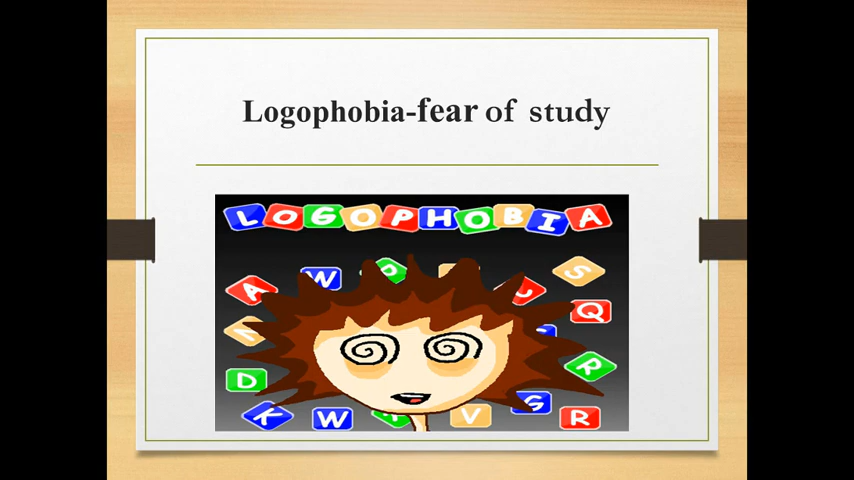 Logophobia-fear of study
LOGOPHOBIA
W
A S
Q
D R
K W V G R